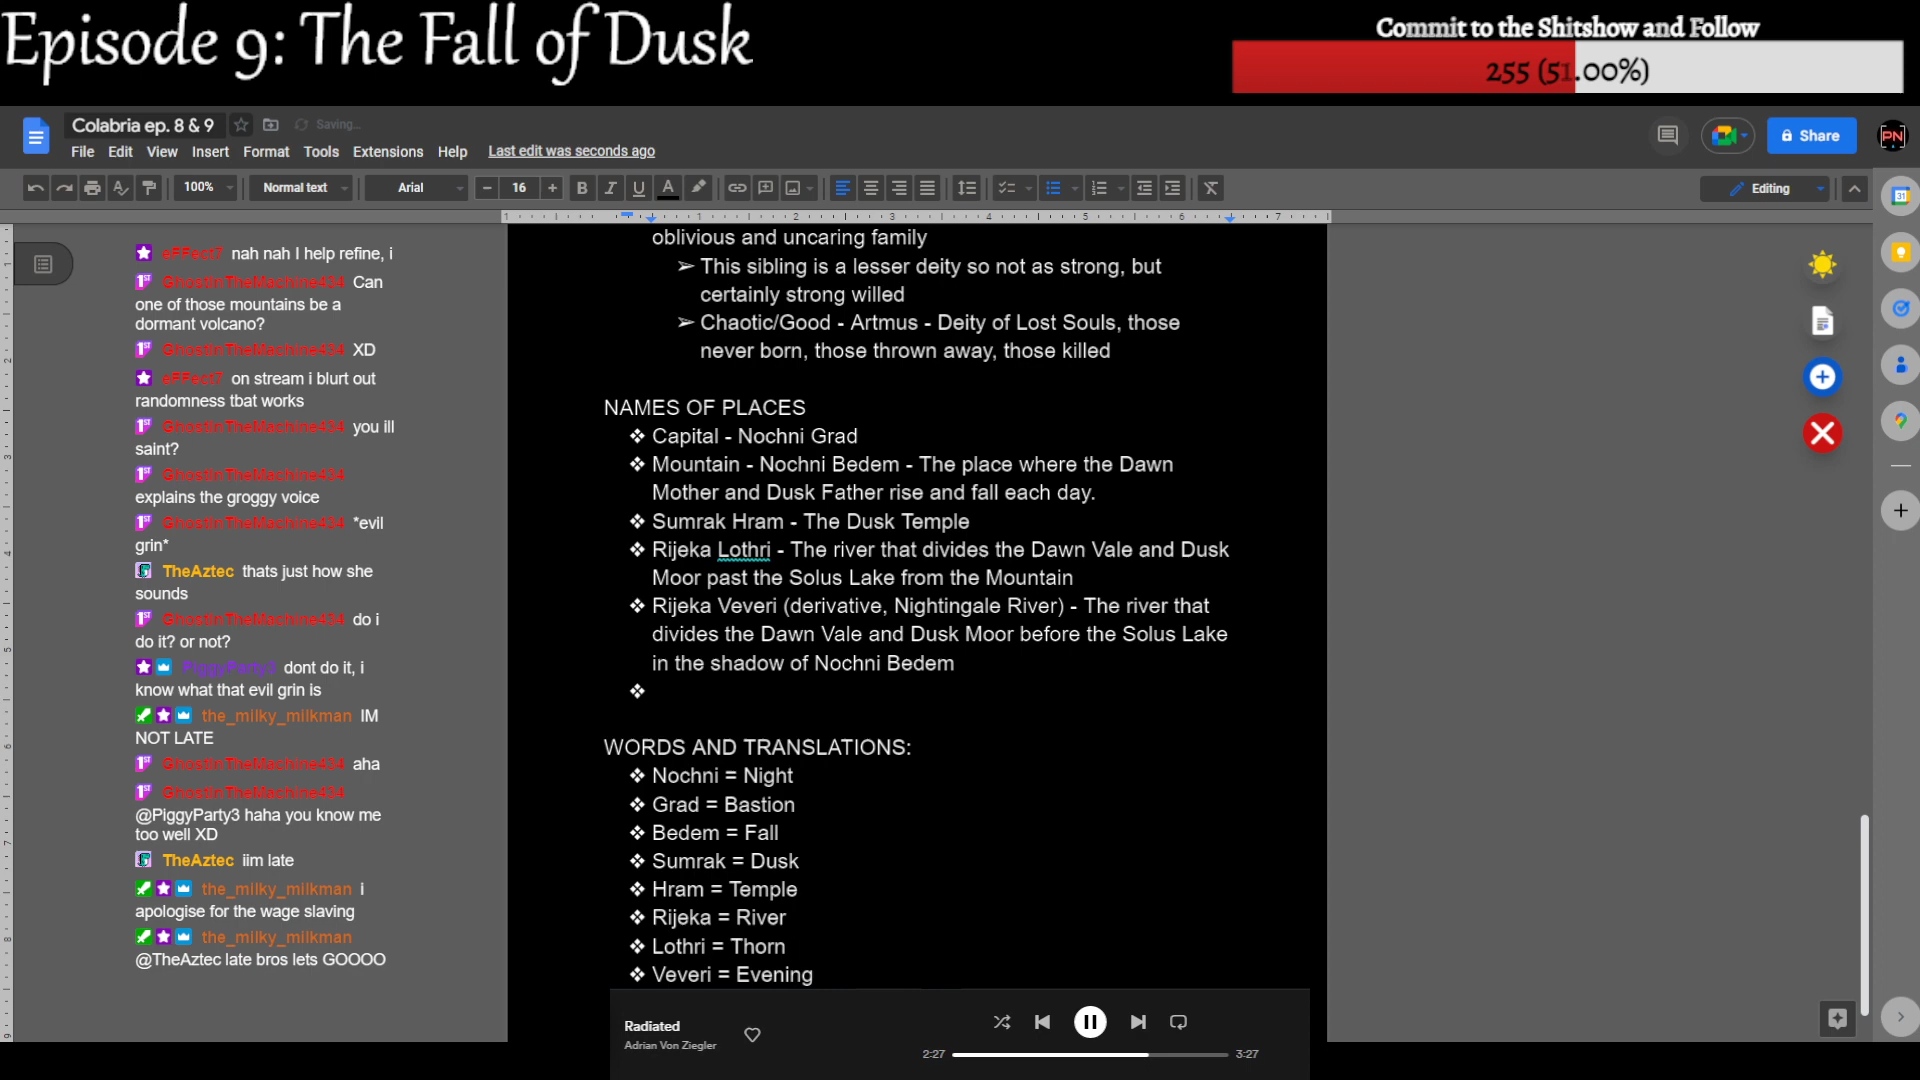 Episode 9: The Fall of Dusk
Commit to the Shitshow and Follow
255 (51.00%)
Colabria ep. 8 & 9
Saving...
File Edit View Insert Format Tools Extensions Help Last edit was seconds ago
Share
PN
100% Normal text Arial 16 Editing
1 1 2 3 4 5 6 7
eFFect7 nah nah I help refine, i
GhostInTheMachine434 Can
one of those mountains be a
dormant volcano?
GhostInTheMachine434 XD
eFFect7 on stream i blurt out
randomness tbat works
GhostInTheMachine434 you ill
saint?
GhostInTheMachine434
explains the groggy voice
GhostInTheMachine434 *evil
grin*
TheAztec thats just how she
sounds
GhostInTheMachine434 do i
do it? or not?
PiggyParty3 dont do it, i
know what that evil grin is
the_milky_milkman IM
NOT LATE
GhostInTheMachine434 aha
GhostInTheMachine434
@PiggyParty3 haha you know me
too well XD
TheAztec iim late
the_milky_milkman i
apologise for the wage slaving
the_milky_milkman
@TheAztec late bros lets GOOOO
oblivious and uncaring family
➢ This sibling is a lesser deity so not as strong, but
certainly strong willed
➢ Chaotic/Good - Artmus - Deity of Lost Souls, those
never born, those thrown away, those killed
NAMES OF PLACES
❖ Capital - Nochni Grad
❖ Mountain - Nochni Bedem - The place where the Dawn
Mother and Dusk Father rise and fall each day.
❖ Sumrak Hram - The Dusk Temple
❖ Rijeka Lothri - The river that divides the Dawn Vale and Dusk
Moor past the Solus Lake from the Mountain
❖ Rijeka Veveri (derivative, Nightingale River) - The river that
divides the Dawn Vale and Dusk Moor before the Solus Lake
in the shadow of Nochni Bedem
❖
WORDS AND TRANSLATIONS:
❖ Nochni = Night
❖ Grad = Bastion
❖ Bedem = Fall
❖ Sumrak = Dusk
❖ Hram = Temple
❖ Rijeka = River
❖ Lothri = Thorn
❖ Veveri = Evening
Radiated
Adrian Von Ziegler
2:27 3:27